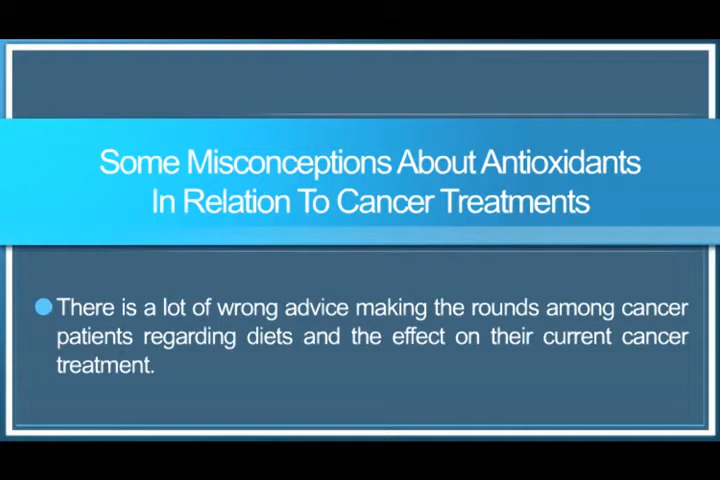 Some Misconceptions About Antioxidants
In Relation To Cancer Treatments
There is a lot of wrong advice making the rounds among cancer
patients regarding diets and the effect on their current cancer
treatment.